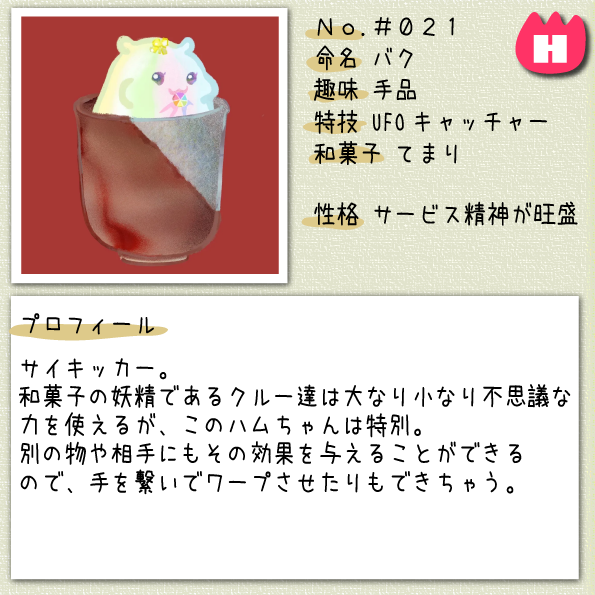 No.#021
H
命名 バク
趣味 手品
特技 UFOキャッチャー
和菓子 てまり
性格 サービス精神が旺盛
プロフィール
サイキッカー。
和菓子の妖精であるクルー達は大なり小なり不思議な
力を使えるが、このハムちゃんは特別。
別の物や相手にもその効果を与えることができる
ので、手を繋いでワープさせたりもできちゃう。